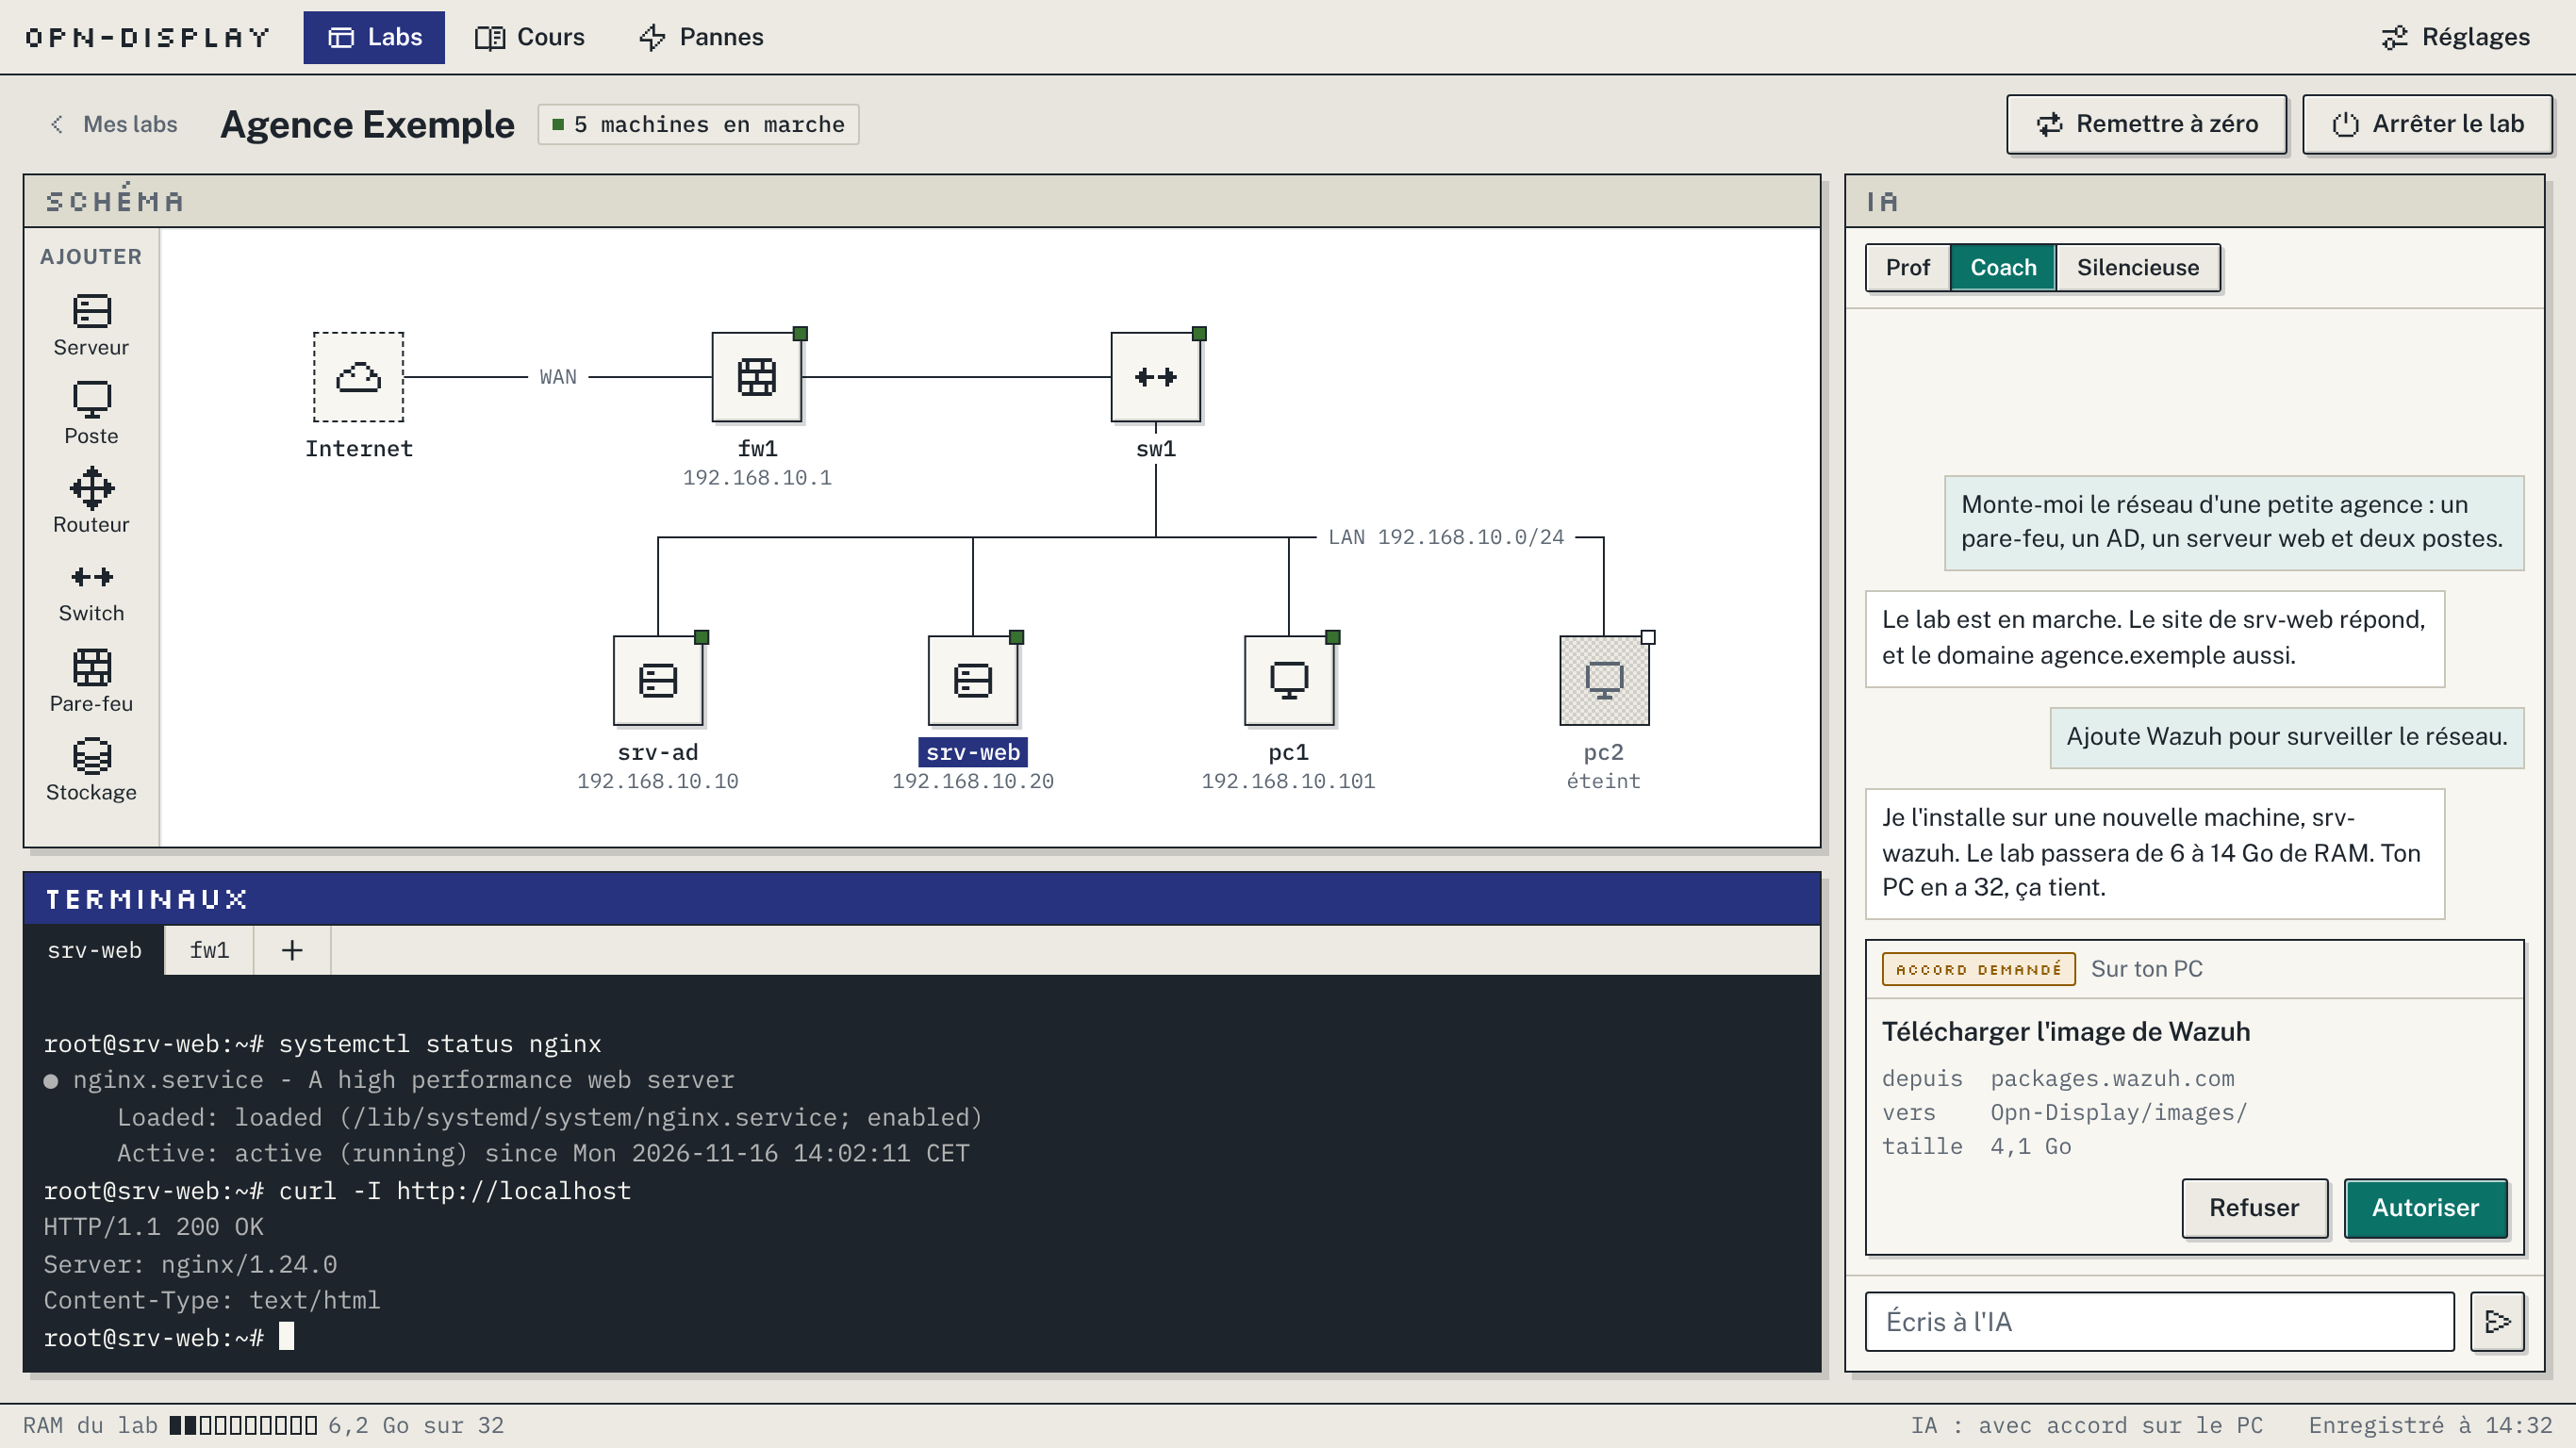 OPN-DISPLAY
Labs
Cours
Pannes
Réglages
Mes labs
Agence Exemple
5 machines en marche
Remettre à zéro
Arrêter le lab
SCHÉMA
AJOUTER
Serveur
Poste
Routeur
Switch
Pare-feu
Stockage
WAN
Internet
fw1
192.168.10.1
sw1
LAN 192.168.10.0/24
srv-ad
192.168.10.10
srv-web
192.168.10.20
pc1
192.168.10.101
pc2
éteint
TERMINAUX
srv-web
fw1
+
root@srv-web:~# systemctl status nginx
● nginx.service - A high performance web server
Loaded: loaded (/lib/systemd/system/nginx.service; enabled)
Active: active (running) since Mon 2026-11-16 14:02:11 CET
root@srv-web:~# curl -I http://localhost
HTTP/1.1 200 OK
Server: nginx/1.24.0
Content-Type: text/html
root@srv-web:~#
IA
Prof
Coach
Silencieuse
Monte-moi le réseau d'une petite agence : un
pare-feu, un AD, un serveur web et deux postes.
Le lab est en marche. Le site de srv-web répond,
et le domaine agence.exemple aussi.
Ajoute Wazuh pour surveiller le réseau.
Je l'installe sur une nouvelle machine, srv-
wazuh. Le lab passera de 6 à 14 Go de RAM. Ton
PC en a 32, ça tient.
ACCORD DEMANDÉ
Sur ton PC
Télécharger l'image de Wazuh
depuis packages.wazuh.com
vers Opn-Display/images/
taille 4,1 Go
Refuser
Autoriser
Écris à l'IA
RAM du lab
6,2 Go sur 32
IA : avec accord sur le PC
Enregistré à 14:32